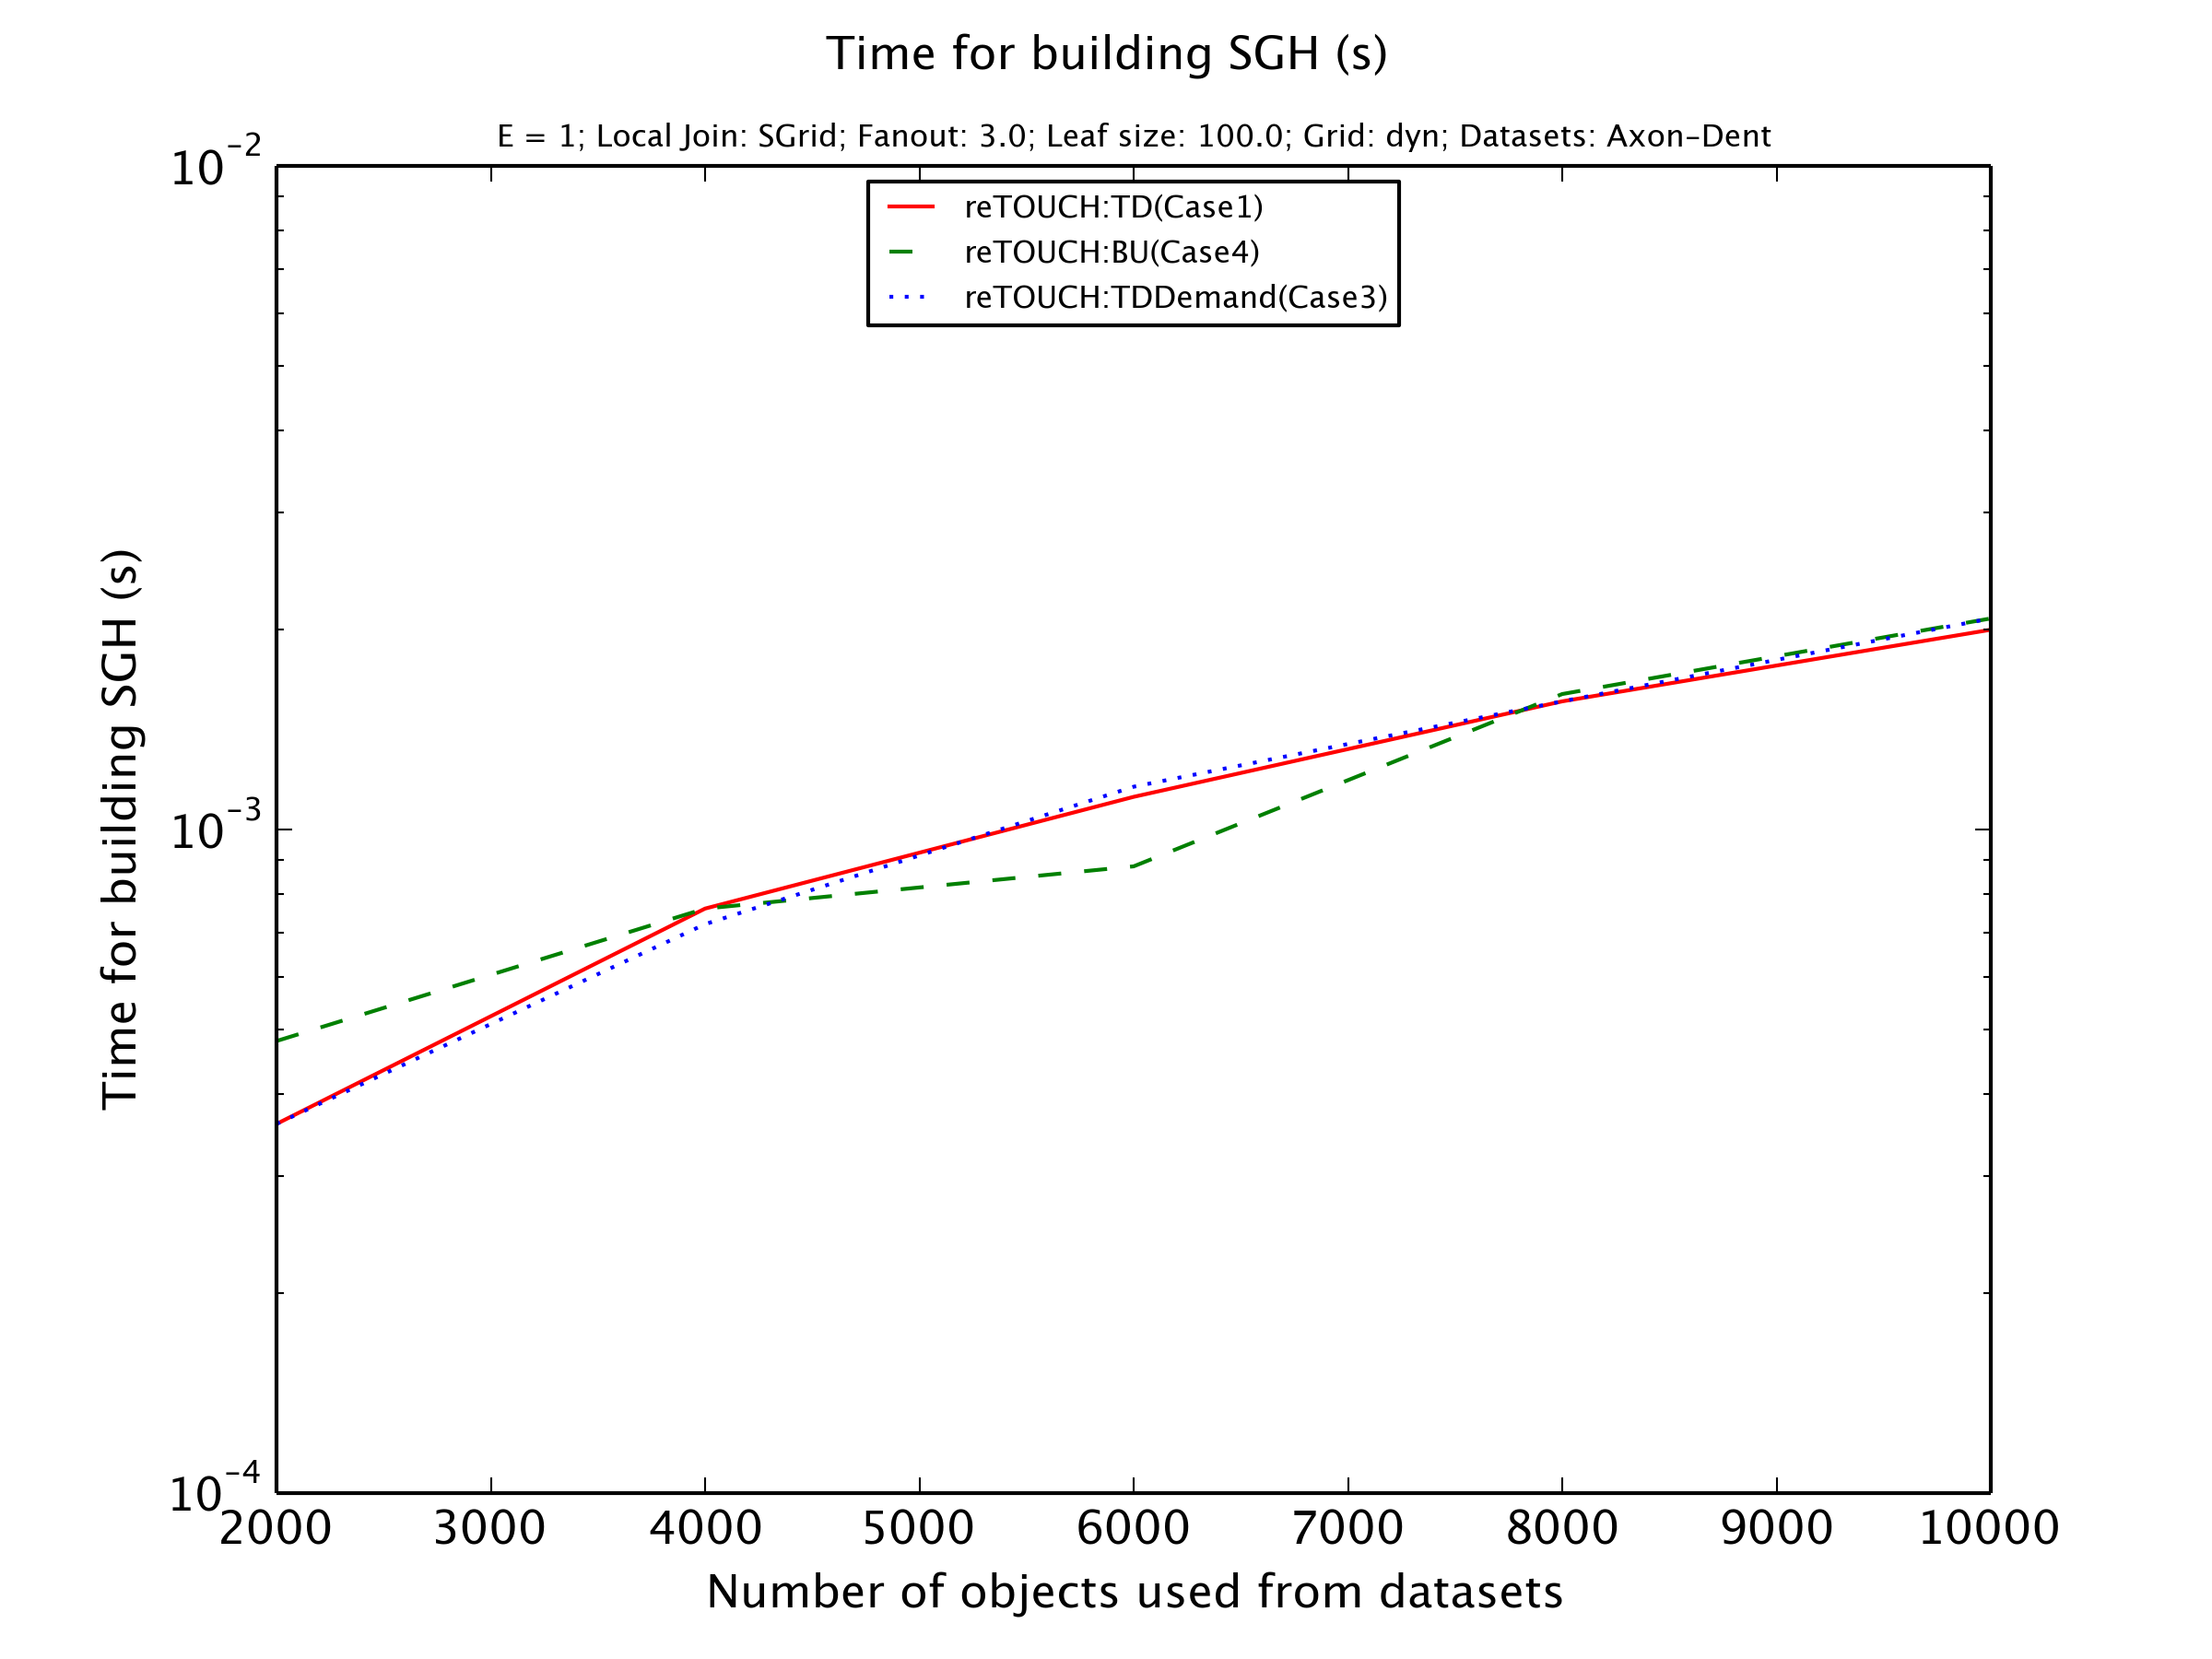 Time for building SGH (s)
E = 1; Local Join: SGrid; Fanout: 3.0; Leaf size: 100.0; Grid: dyn; Datasets: Axon-Dent
reTOUCH:TD(Case1)
reTOUCH:BU(Case4)
reTOUCH:TDDemand(Case3)
Time for building SGH (s)
10^-2
10^-3
10^-4
2000 3000 4000 5000 6000 7000 8000 9000 10000
Number of objects used from datasets